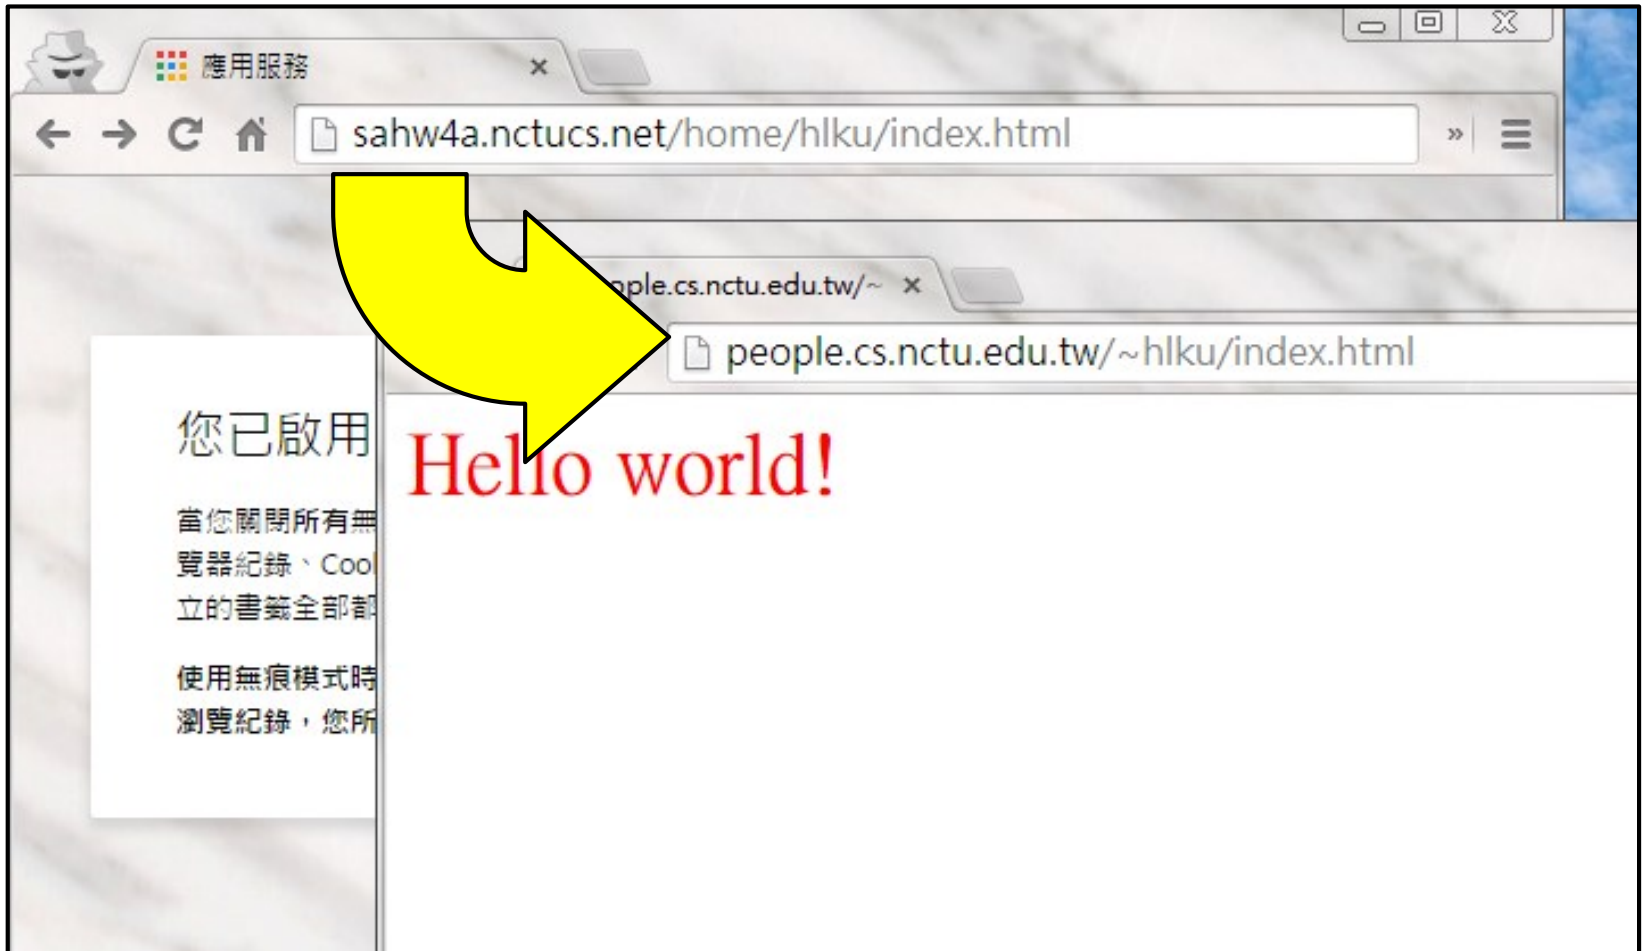 應用服務
sahw4a.nctucs.net/home/hlku/index.html
ople.cs.nctu.edu.tw/~
people.cs.nctu.edu.tw/~hlku/index.html
Hello world!
您已啟用
當您關閉所有無
覽器紀錄、Cool
立的書籤全部都
使用無痕模式時
瀏覽紀錄，您所